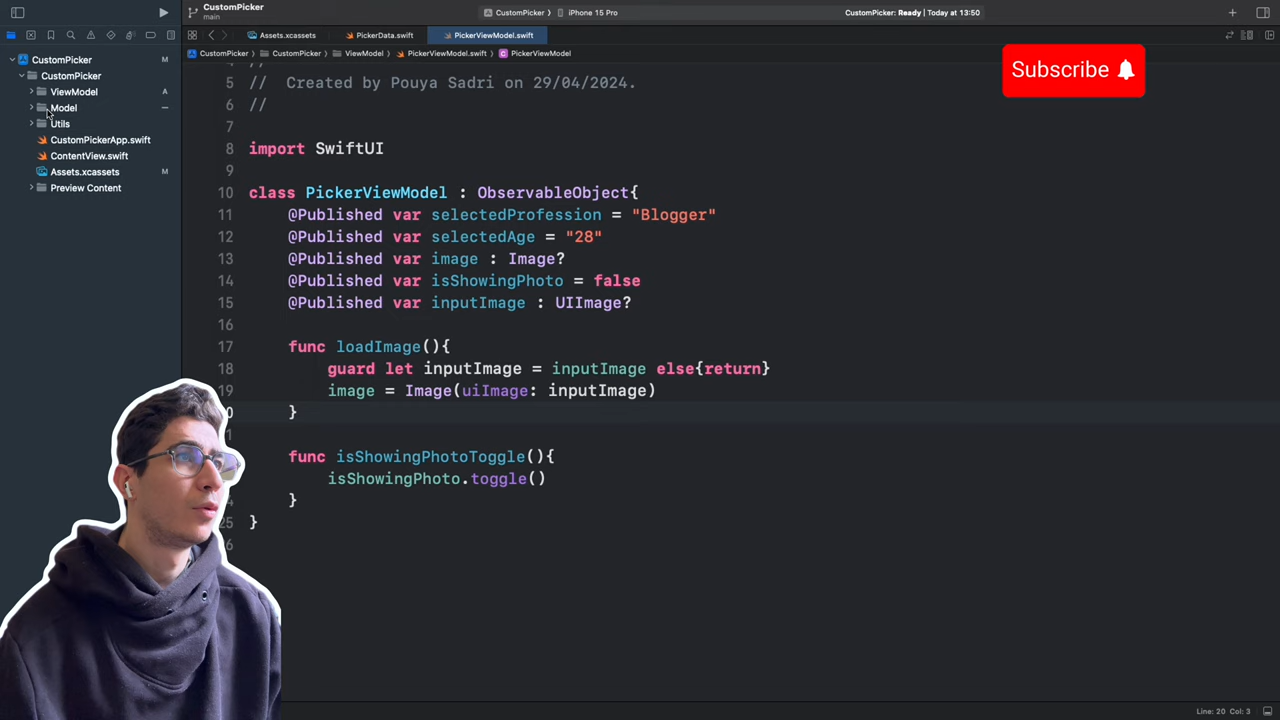 CustomPicker
main
CustomPicker
iPhone 15 Pro
CustomPicker: Ready | Today at 13:50
Assets.xcassets
PickerData.swift
PickerViewModel.swift
CustomPicker
CustomPicker
ViewModel
PickerViewModel.swift
C PickerViewModel
CustomPicker M
CustomPicker
ViewModel A
Model
Utils
CustomPickerApp.swift
ContentView.swift
Assets.xcassets M
Preview Content
Subscribe
5 // Created by Pouya Sadri on 29/04/2024.
6 //
7
8 import SwiftUI
9
10 class PickerViewModel : ObservableObject{
11 @Published var selectedProfession = "Blogger"
12 @Published var selectedAge = "28"
13 @Published var image : Image?
14 @Published var isShowingPhoto = false
15 @Published var inputImage : UIImage?
16
17 func loadImage(){
18 guard let inputImage = inputImage else{return}
19 image = Image(uiImage: inputImage)
}
func isShowingPhotoToggle(){
isShowingPhoto.toggle()
}
25 }
Line: 20 Col: 3